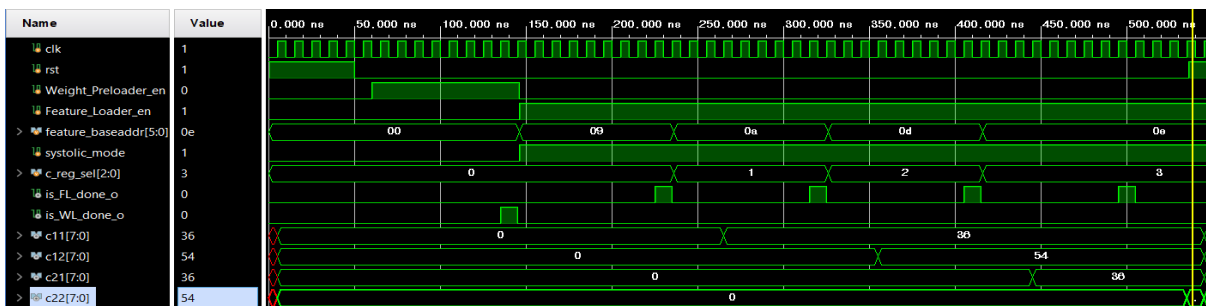 Name Value 0.000 ns 50.000 ns 100.000 ns 150.000 ns 200.000 ns 250.000 ns 300.000 ns 350.000 ns 400.000 ns 450.000 ns 500.000 ns
clk 1
rst 1
Weight_Preloader_en 0
Feature_Loader_en 1
> feature_baseaddr[5:0] 0e 00 09 0a 0d 0e
systolic_mode 1
> c_reg_sel[2:0] 3 0 1 2 3
is_FL_done_o 0
is_WL_done_o 0
> c11[7:0] 36 0 36
> c12[7:0] 54 0 54
> c21[7:0] 36 0 36
> c22[7:0] 54 0 .